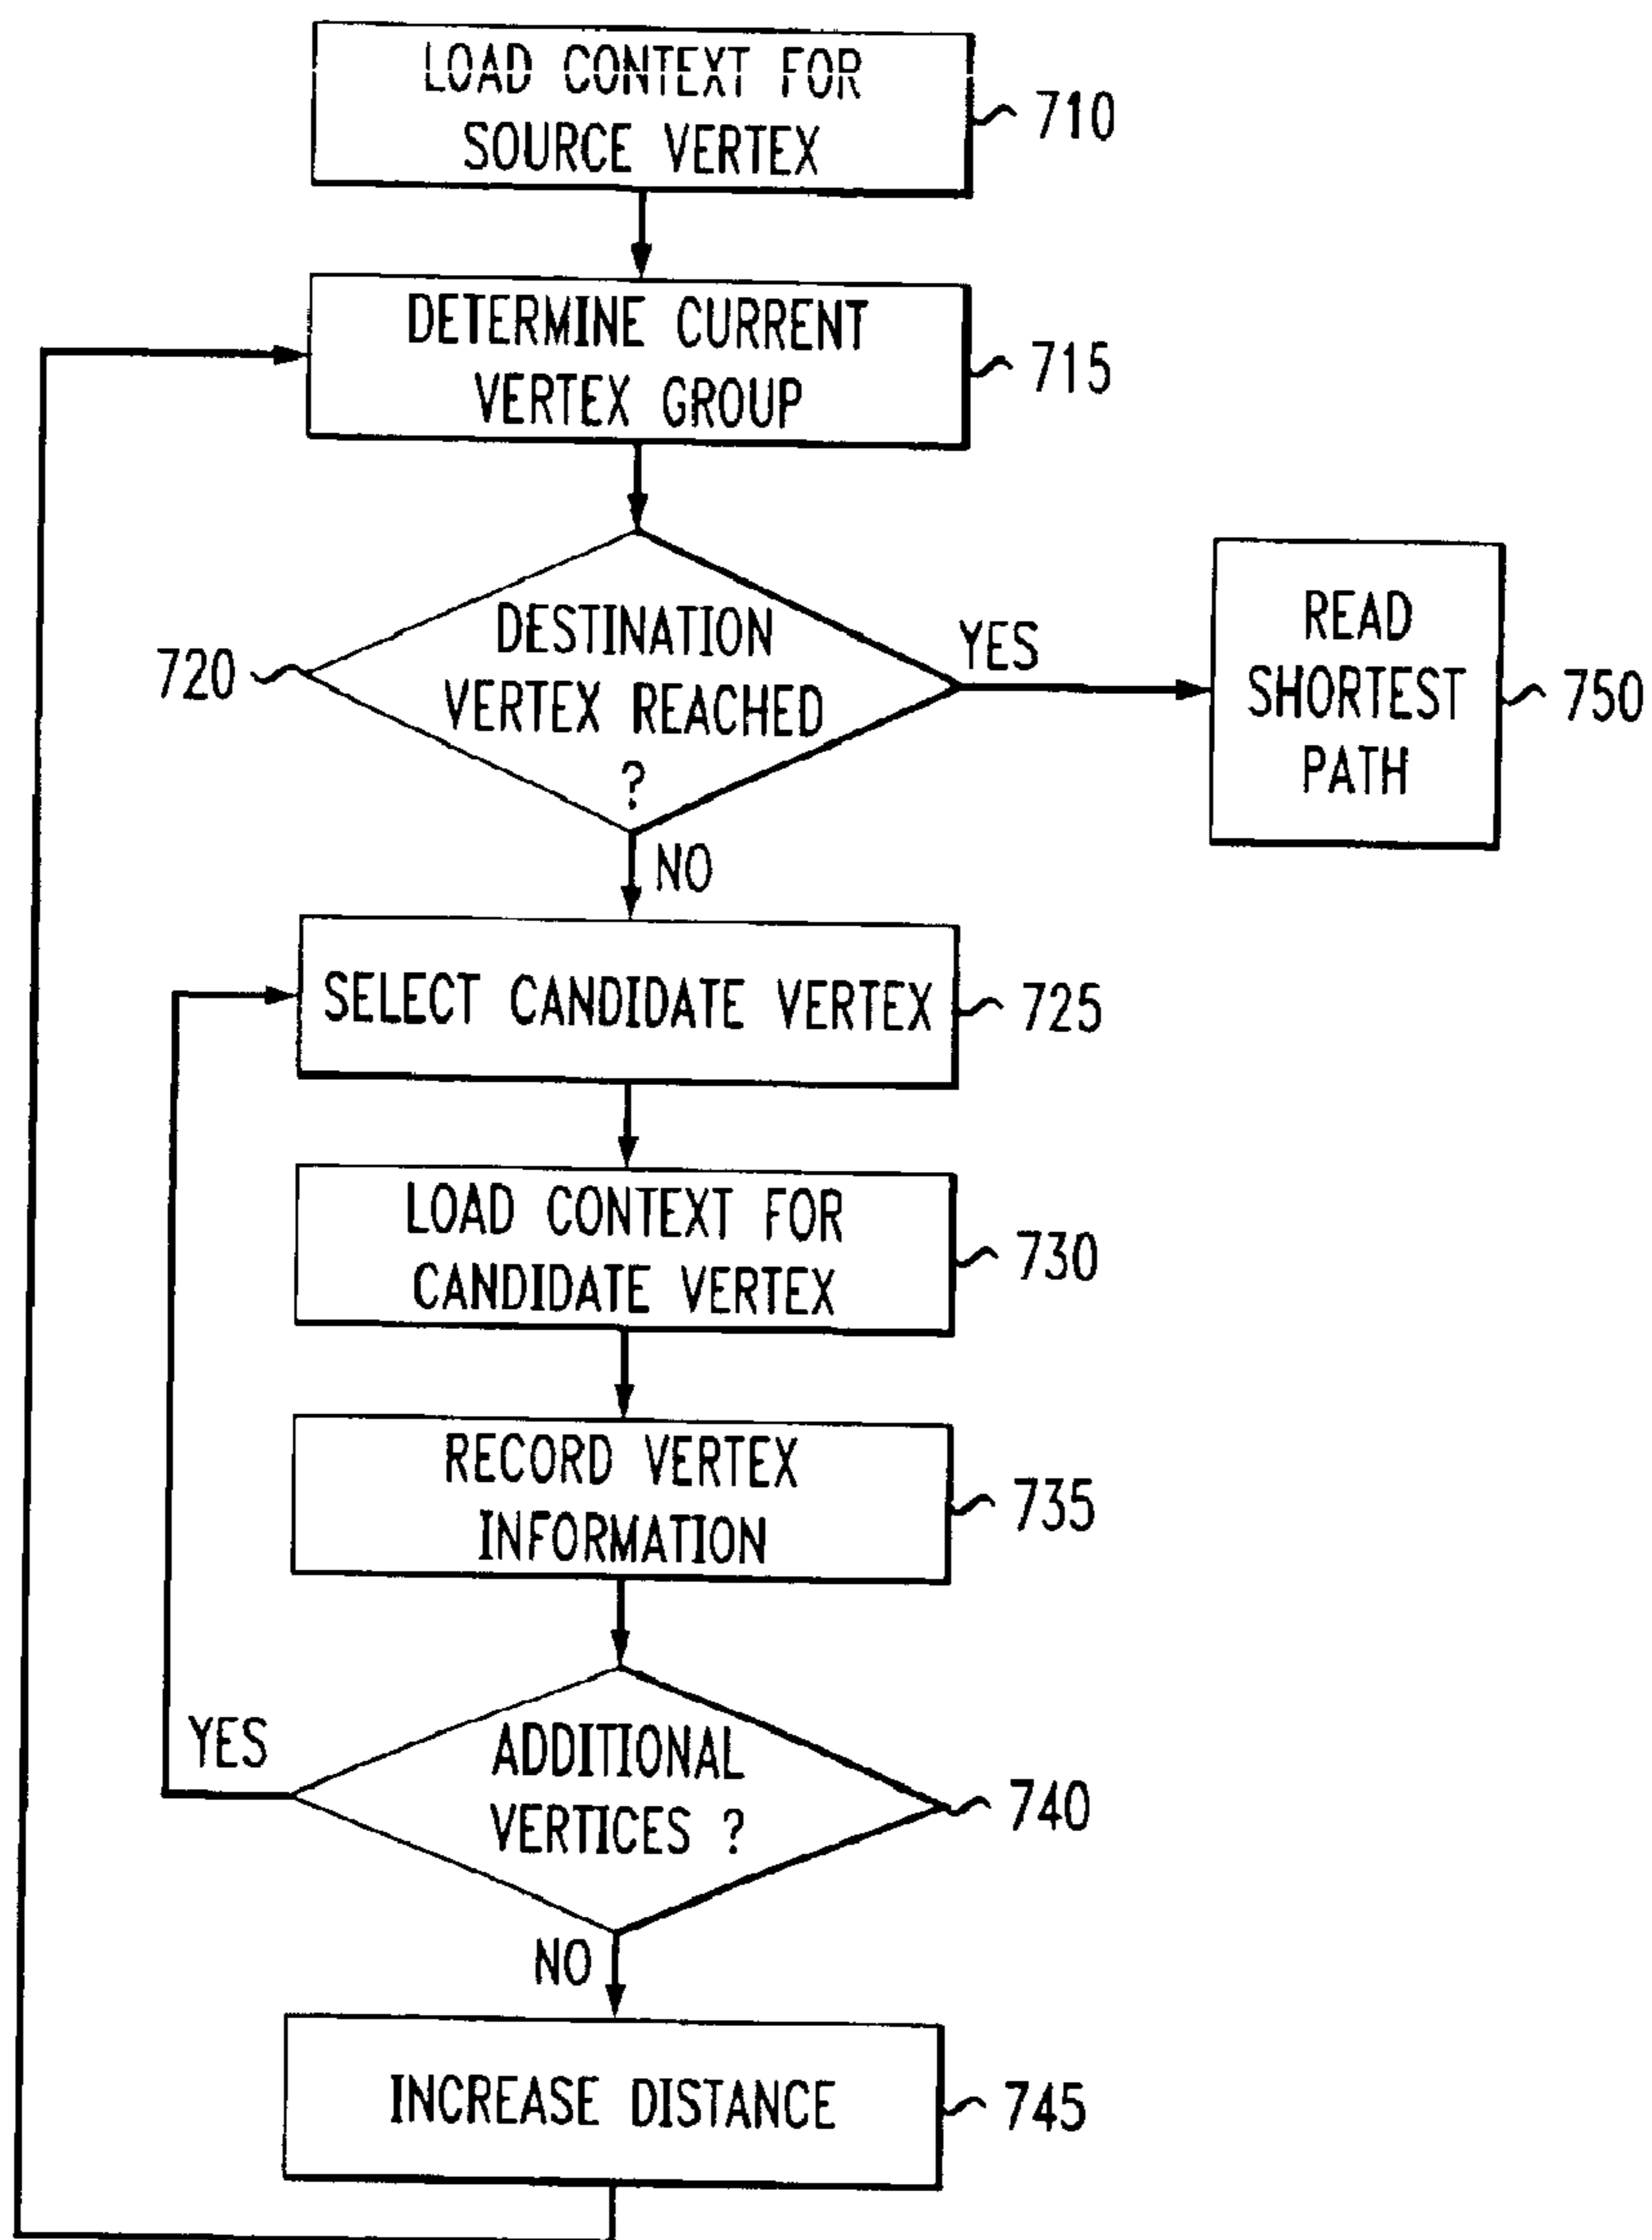 LOAD CONTEXT FOR
SOURCE VERTEX
710
DETERMINE CURRENT
VERTEX GROUP
715
DESTINATION
VERTEX REACHED
?
720
YES
READ
SHORTEST
PATH
750
NO
SELECT CANDIDATE VERTEX
725
LOAD CONTEXT FOR
CANDIDATE VERTEX
730
RECORD VERTEX
INFORMATION
735
YES
ADDITIONAL
VERTICES ?
740
NO
INCREASE DISTANCE
745